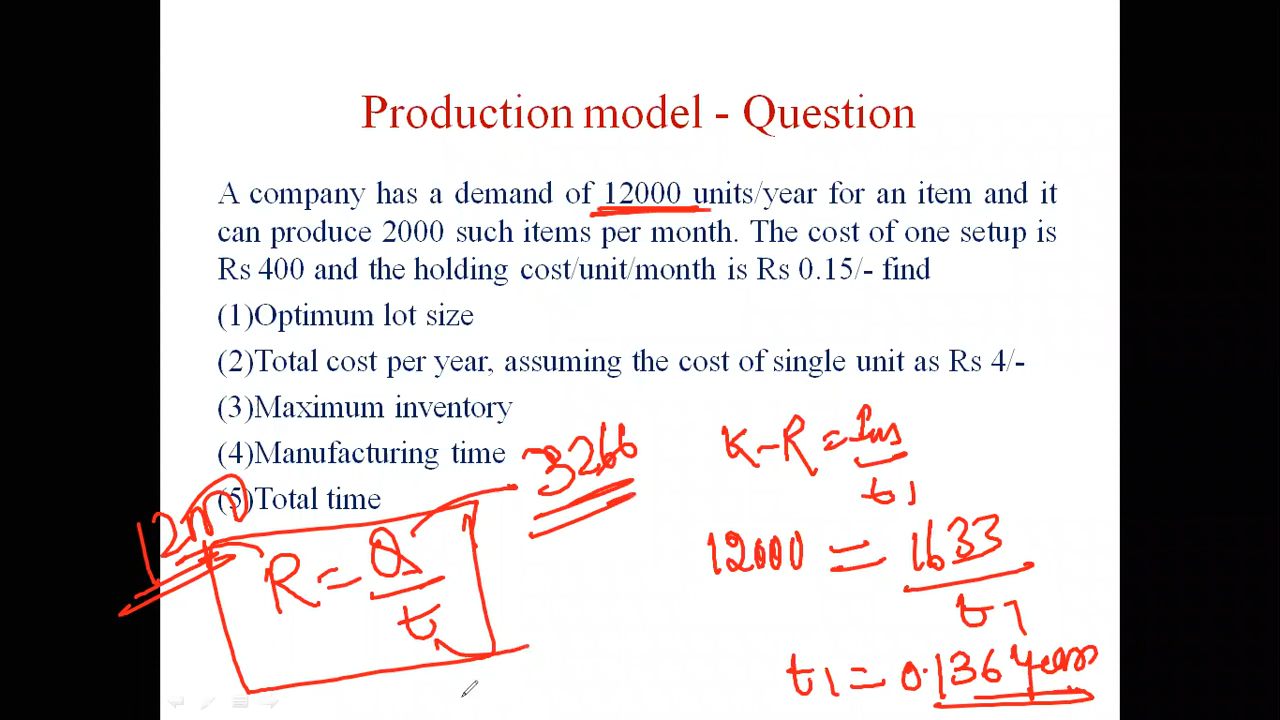 Production model - Question
A company has a demand of 12000 units/year for an item and it
can produce 2000 such items per month. The cost of one setup is
Rs 400 and the holding cost/unit/month is Rs 0.15/- find
(1)Optimum lot size
(2)Total cost per year, assuming the cost of single unit as Rs 4/-
(3)Maximum inventory
(4)Manufacturing time
(5)Total time
3266
R = Q
t
K-R =
t1
12000 = 1633
t1
t1 = 0.136 years